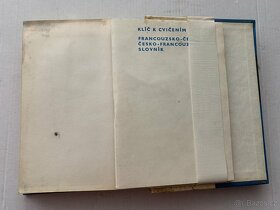 KLÍČ K CVIČENÍM
FRANCOUZSKO-ČE
ČESKO-FRANCOUZ
SLOVNÍK